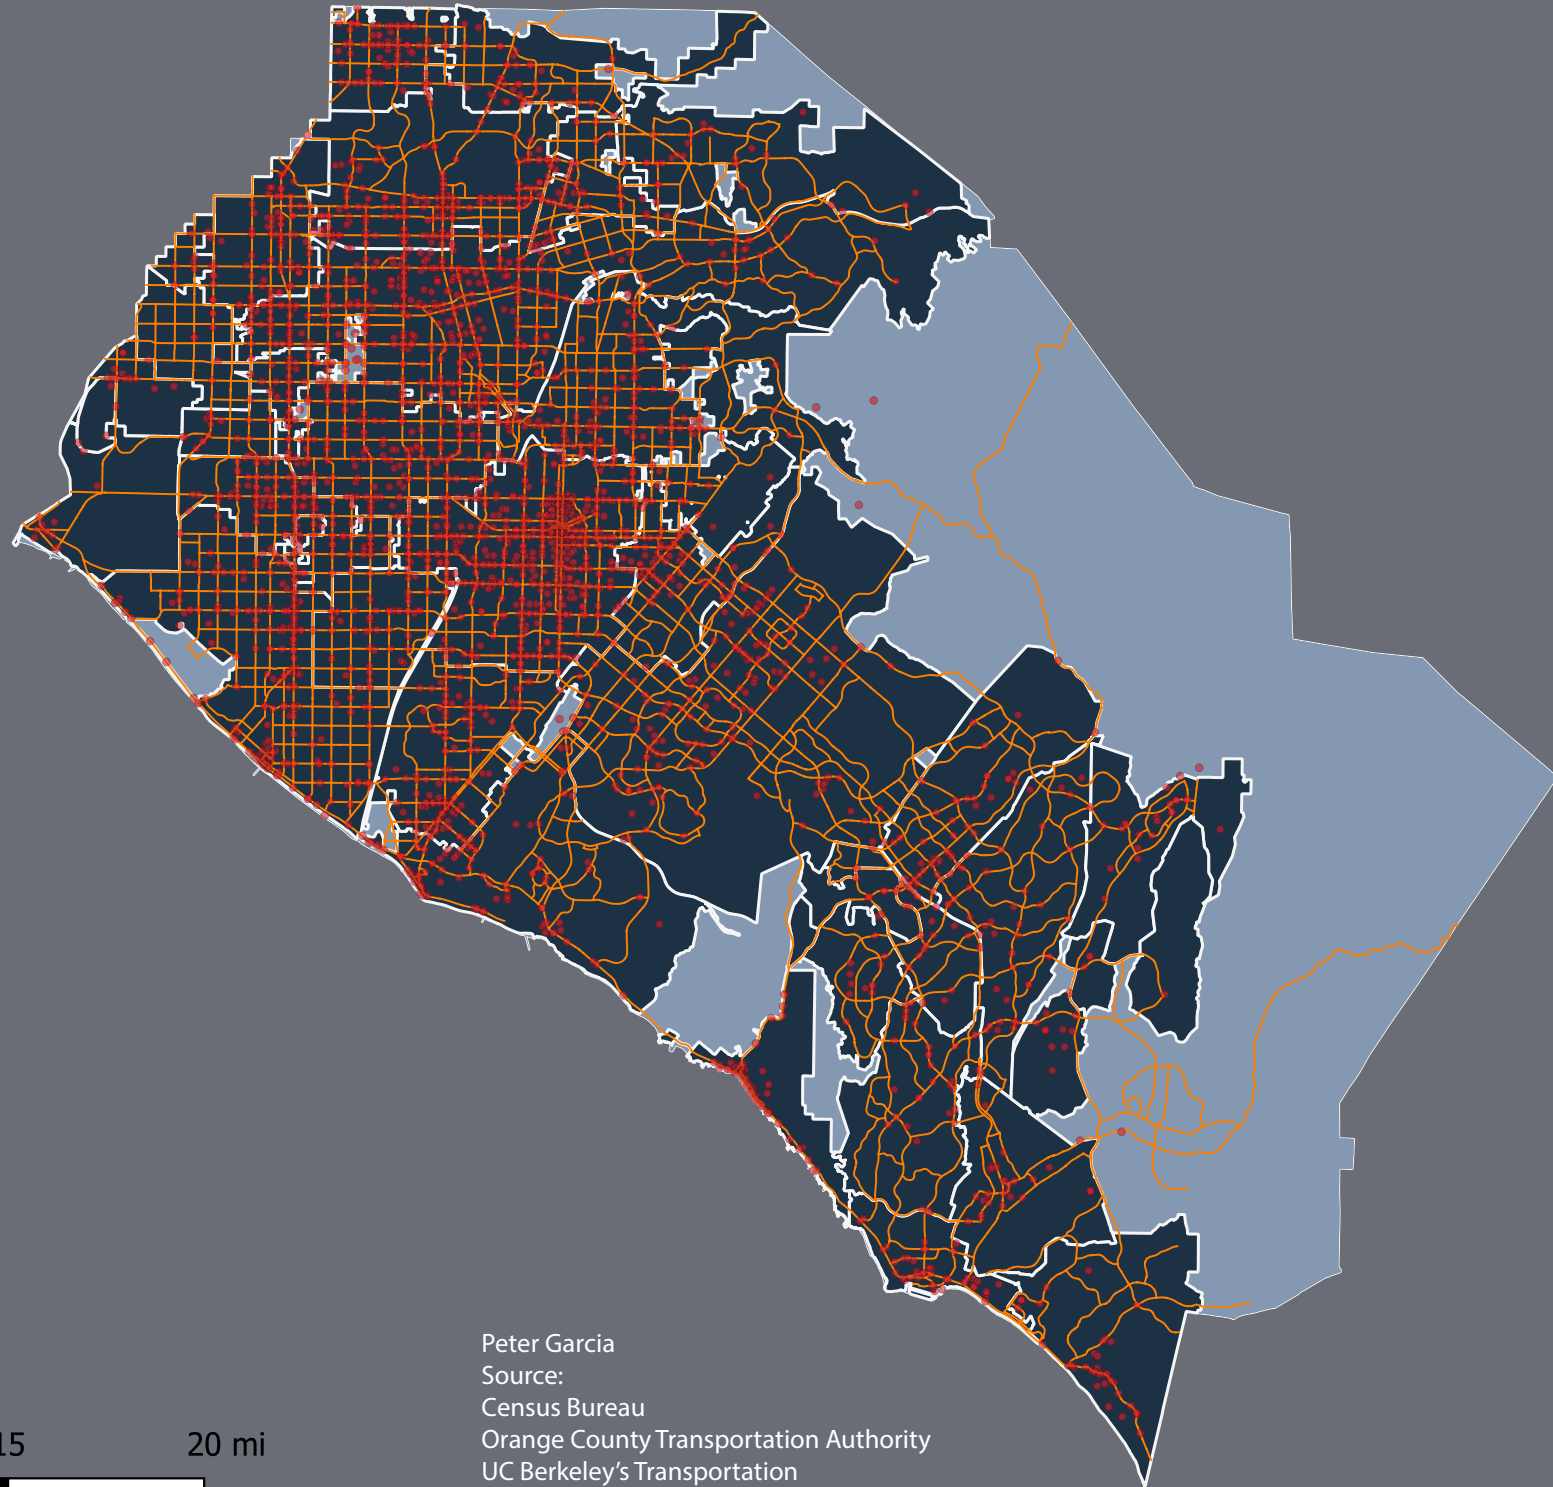 Peter Garcia
Source:
Census Bureau
Orange County Transportation Authority
UC Berkeley's Transportation
15 20 mi